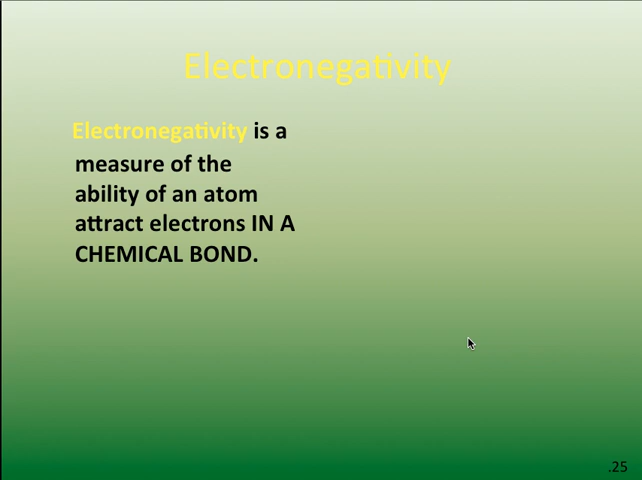 Electronegativity
Electronegativity is a
measure of the
ability of an atom
attract electrons IN A
CHEMICAL BOND.
.25